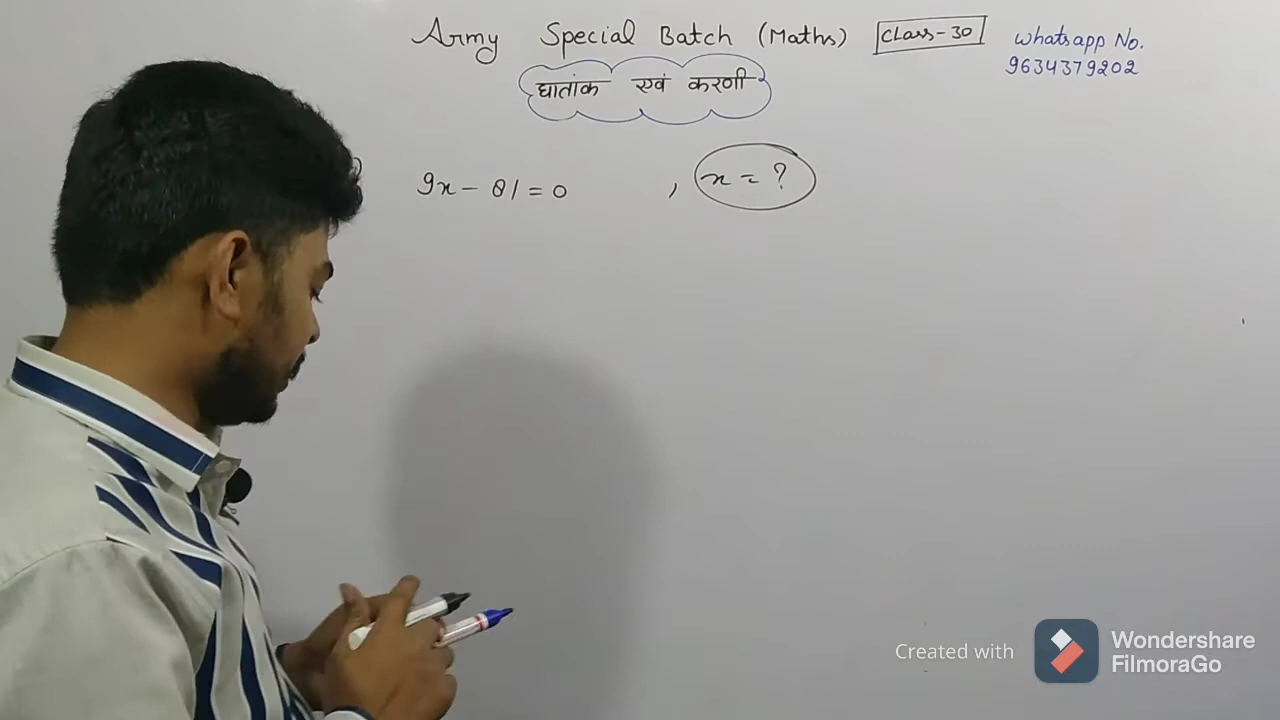 Army Special Batch (Maths) Class-30 Whatsapp No.
9634379202
घातांक एवं करणी
9x - 81 = 0 , x = ?
Created with Wondershare FilmoraGo